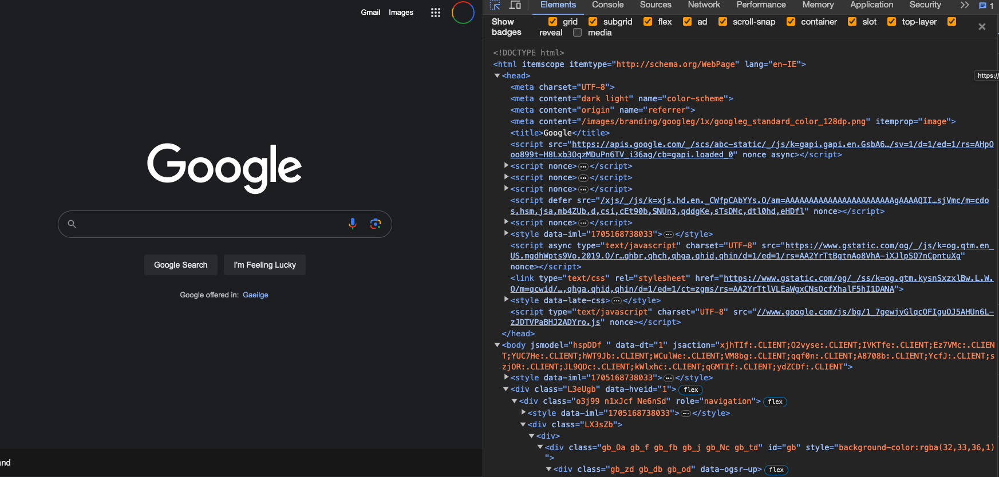 Gmail Images
Google
Google Search I'm Feeling Lucky
Google offered in: Gaeilge
and
Elements Console Sources Network Performance Memory Application Security 1
Show badges grid subgrid flex ad scroll-snap container slot top-layer
reveal media
https://
<!DOCTYPE html>
<html itemscope itemtype="http://schema.org/WebPage" lang="en-IE">
<head>
<meta charset="UTF-8">
<meta content="dark light" name="color-scheme">
<meta content="origin" name="referrer">
<meta content="/images/branding/googleg/1x/googleg_standard_color_128dp.png" itemprop="image">
<title>Google</title>
<script src="https://apis.google.com/_/scs/abc-static/_/js/k=gapi.gapi.en.GsbA6…/sv=1/d=1/ed=1/rs=AHpO
oo899t-H8Lxb3OqzMDuPn6TV_i36ag/cb=gapi.loaded_0" nonce async></script>
<script nonce>…</script>
<script nonce>…</script>
<script nonce>…</script>
<script defer src="/xjs/_/js/k=xjs.hd.en._CWfpCAbYYs.O/am=AAAAAAAAAAAAAAAAAAAAAAAgAAAAQII…sjVmc/m=cdo
s,hsm,jsa,mb4ZUb,d,csi,cEt90b,SNUn3,qddgKe,sTsDMc,dtl0hd,eHDfl" nonce></script>
<script nonce>…</script>
<style data-iml="1705168738033">…</style>
<script async type="text/javascript" charset="UTF-8" src="https://www.gstatic.com/og/_/js/k=og.qtm.en_
US.mgdhWpts9Vo.2019.O/r…qhbr,qhch,qhga,qhid,qhin/d=1/ed=1/rs=AA2YrTtBgtnAo8VhA-iXJlpSQ7nCpntuXg"
nonce></script>
<link type="text/css" rel="stylesheet" href="https://www.gstatic.com/og/_/ss/k=og.qtm.kysnSxzxlBw.L.W.
O/m=qcwid/…,qhga,qhid,qhin/d=1/ed=1/ct=zgms/rs=AA2YrTtlVLEaWgxCNsOcfXhalF5hI1DANA">
<style data-late-css>…</style>
<script type="text/javascript" charset="UTF-8" src="//www.google.com/js/bg/1_7gewjyGlqcOFIguOJ5AHUn6L-
zJDTVPaBHJ2ADYro.js" nonce></script>
</head>
<body jsmodel="hspDDf " data-dt="1" jsaction="xjhTIf:.CLIENT;O2vyse:.CLIENT;IVKTfe:.CLIENT;Ez7VMc:.CLIEN
T;YUC7He:.CLIENT;hWT9Jb:.CLIENT;WCulWe:.CLIENT;VM8bg:.CLIENT;qqf0n:.CLIENT;A8708b:.CLIENT;YcfJ:.CLIENT;s
zjOR:.CLIENT;JL9QDc:.CLIENT;kWlxhc:.CLIENT;qGMTIf:.CLIENT;ydZCDf:.CLIENT">
<style data-iml="1705168738033">…</style>
<div class="L3eUgb" data-hveid="1"> flex
<div class="o3j99 n1xJcf Ne6nSd" role="navigation"> flex
<style data-iml="1705168738033">…</style>
<div class="LX3sZb">
<div>
<div class="gb_Oa gb_f gb_fb gb_j gb_Nc gb_td" id="gb" style="background-color:rgba(32,33,36,1)
">
<div class="gb_zd gb_db gb_od" data-ogsr-up> flex